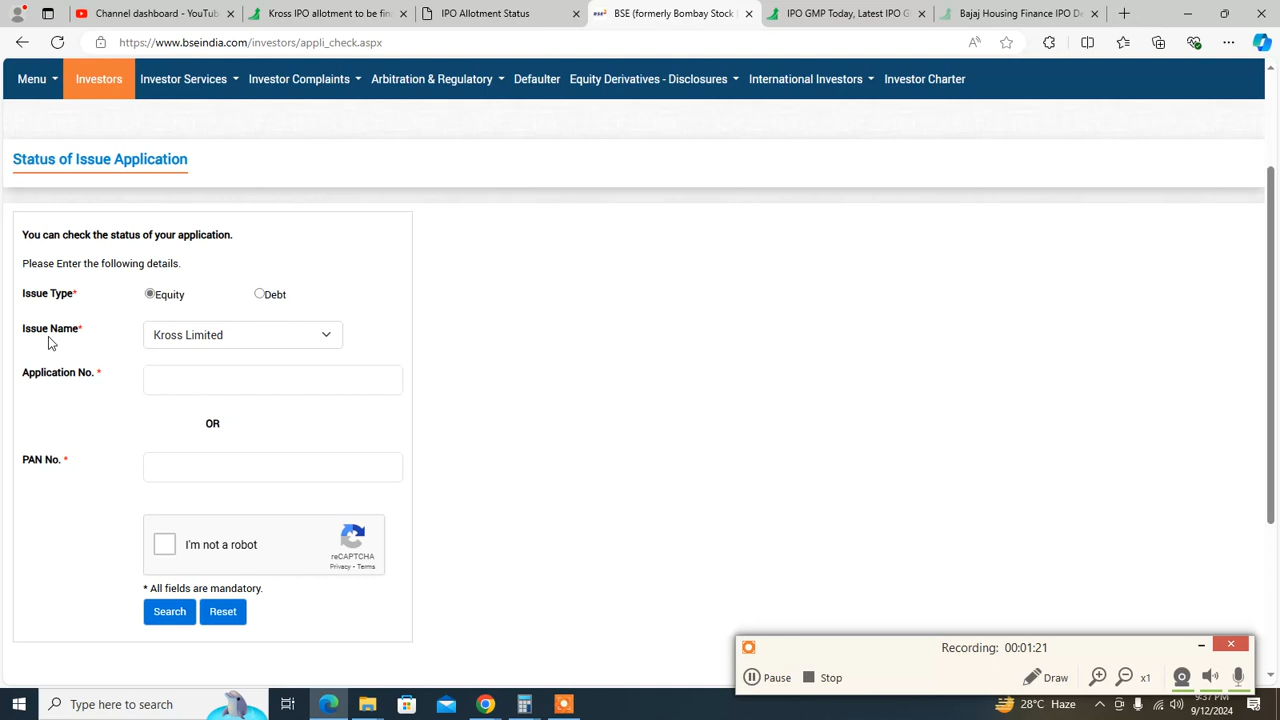 Channel dashboard - YouTub
Kross IPO allotment to be fin
IPO Allotment Status
BSE (formerly Bombay Stock
IPO GMP Today, Latest IPO G
Bajaj Housing Finance IPO De
https://www.bseindia.com/investors/appli_check.aspx
Menu Investors Investor Services Investor Complaints Arbitration & Regulatory Defaulter Equity Derivatives - Disclosures International Investors Investor Charter
Status of Issue Application
You can check the status of your application.
Please Enter the following details.
Issue Type* Equity Debt
Issue Name* Kross Limited
Application No. *
OR
PAN No. *
I'm not a robot
reCAPTCHA
Privacy - Terms
* All fields are mandatory.
Search Reset
Recording: 00:01:21
Pause Stop Draw x1
Type here to search
28°C Haze
9:37 PM
9/12/2024